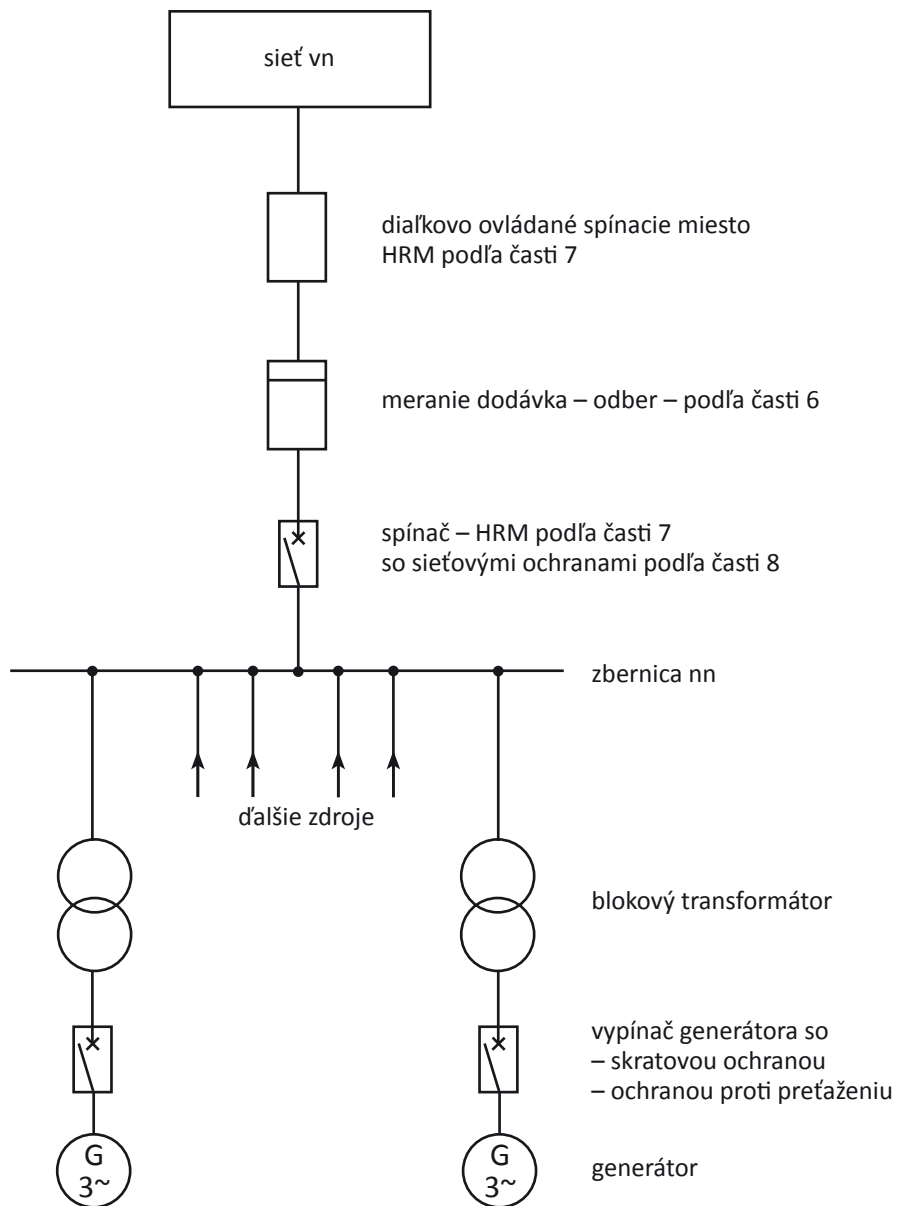 sieť vn
diaľkovo ovládané spínacie miesto
HRM podľa časti 7
meranie dodávka – odber – podľa časti 6
spínač – HRM podľa časti 7
so sieťovými ochranami podľa časti 8
zbernica nn
ďalšie zdroje
blokový transformátor
vypínač generátora so
– skratovou ochranou
– ochranou proti preťaženiu
G
3~
G
3~
generátor